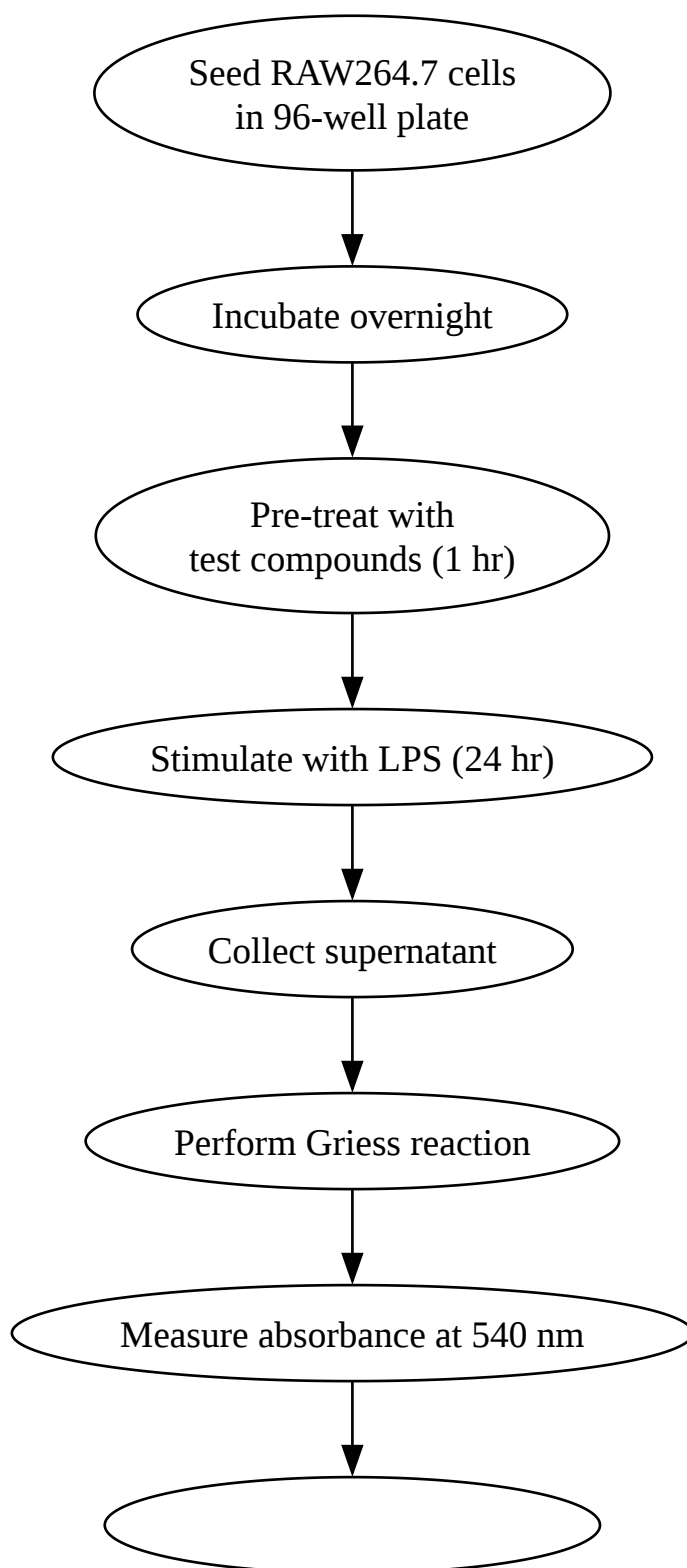 Seed RAW264.7 cells
in 96-well plate
Incubate overnight
Pre-treat with
test compounds (1 hr)
Stimulate with LPS (24 hr)
Collect supernatant
Perform Griess reaction
Measure absorbance at 540 nm